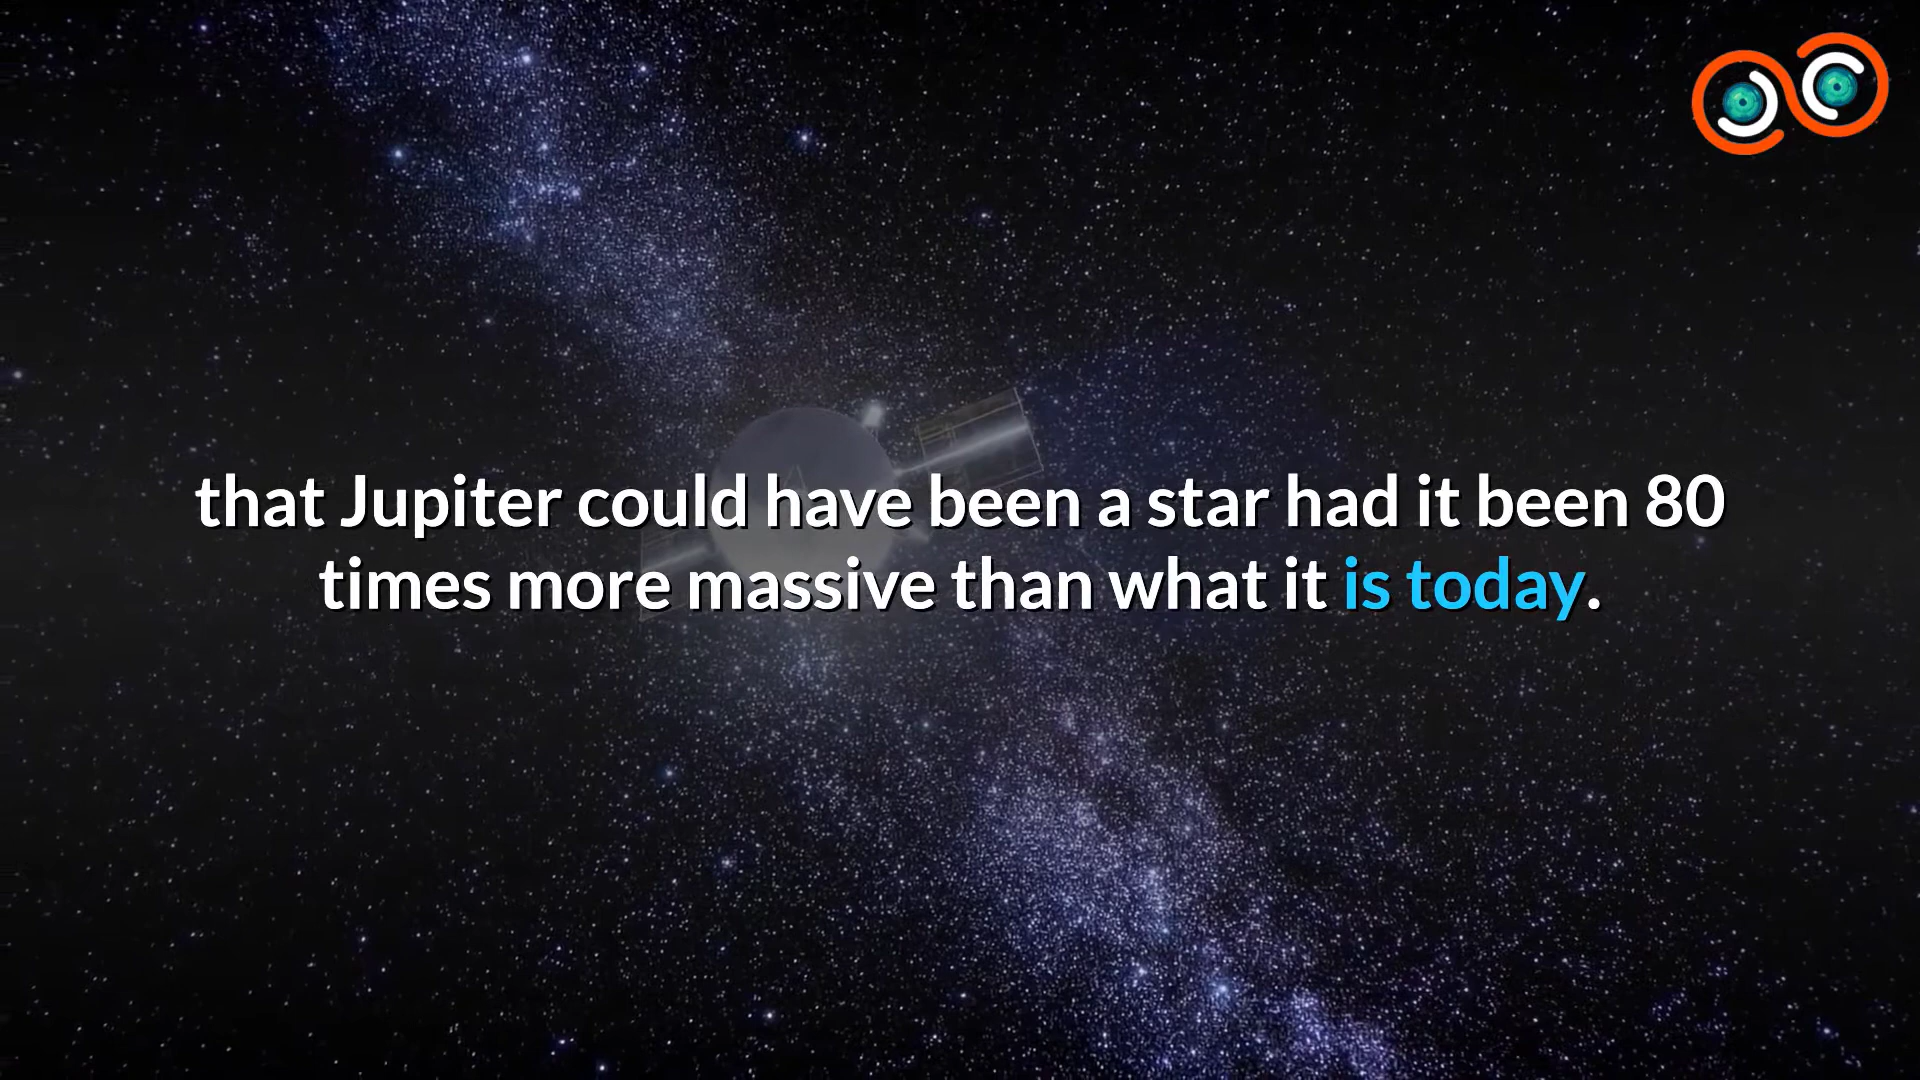 that Jupiter could have been a star had it been 80
times more massive than what it is today.